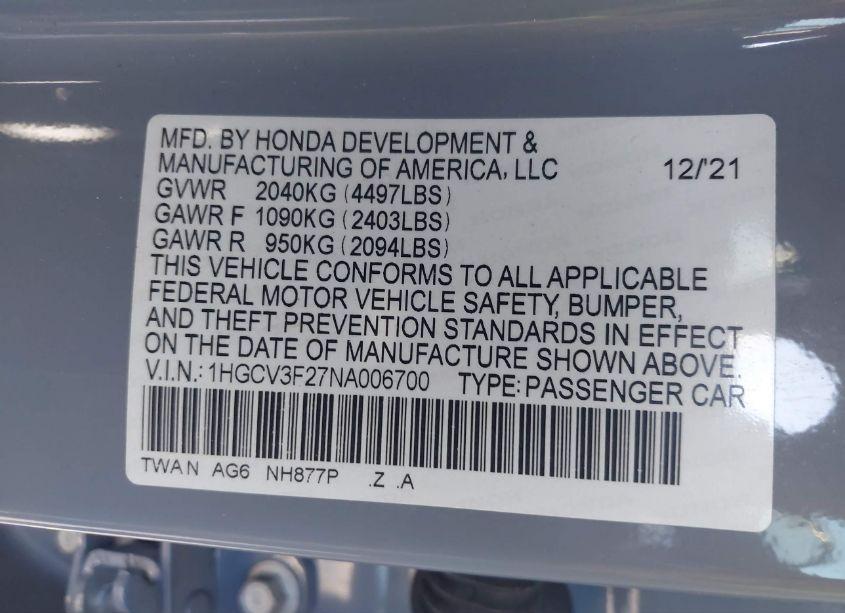 MFD. BY HONDA DEVELOPMENT &
MANUFACTURING OF AMERICA, LLC 12/'21
GVWR 2040KG (4497LBS)
GAWR F 1090KG (2403LBS)
GAWR R 950KG (2094LBS)
THIS VEHICLE CONFORMS TO ALL APPLICABLE
FEDERAL MOTOR VEHICLE SAFETY, BUMPER,
AND THEFT PREVENTION STANDARDS IN EFFECT
ON THE DATE OF MANUFACTURE SHOWN ABOVE.
V.I.N.: 1HGCV3F27NA006700 TYPE: PASSENGER CAR
TWA N AG6 NH877P .Z .A